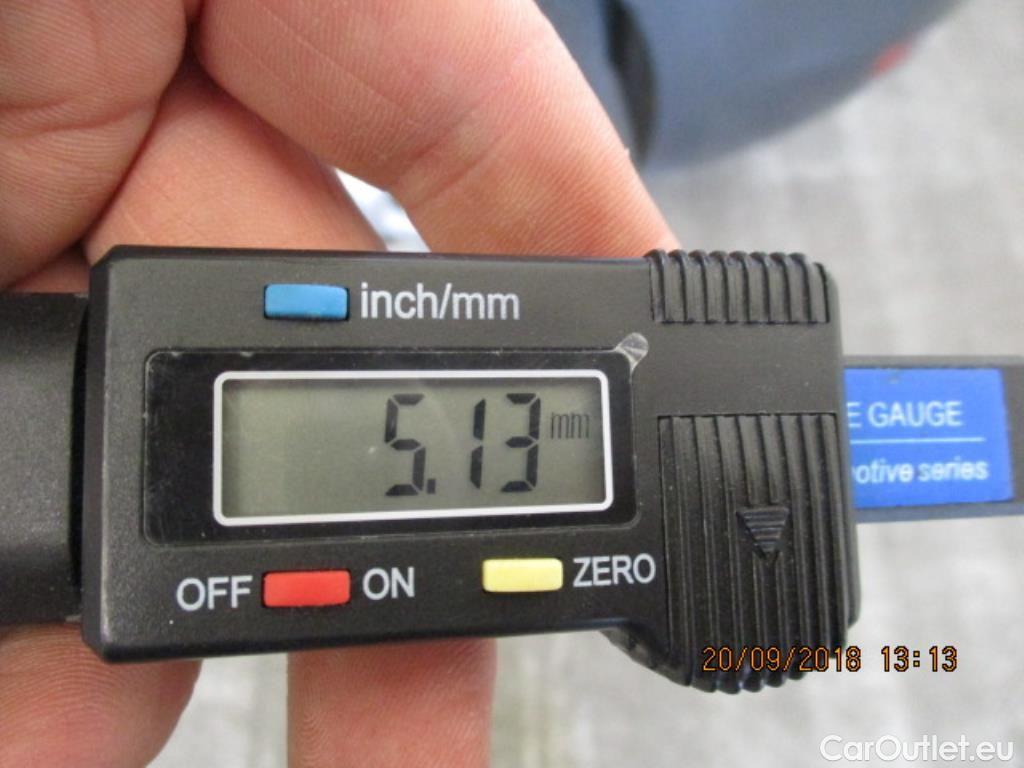 inch/mm
5.13 mm
E GAUGE
otive series
OFF ON ZERO
20/09/2018 13:13
CarOutlet.eu